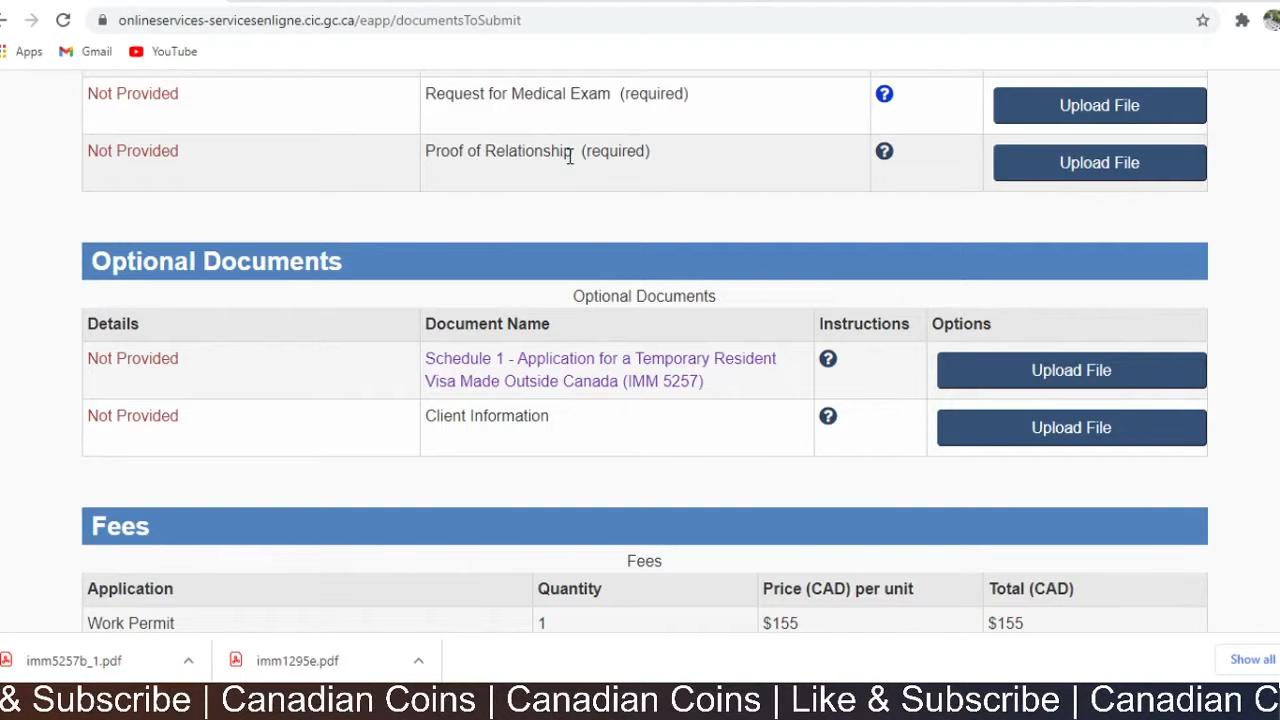 onlineservices-servicesenligne.cic.gc.ca/eapp/documentsToSubmit
Apps Gmail YouTube
Not Provided Request for Medical Exam (required) ? Upload File
Not Provided Proof of Relationship (required) ? Upload File
Optional Documents
Optional Documents
Details Document Name Instructions Options
Not Provided Schedule 1 - Application for a Temporary Resident ? Upload File
Visa Made Outside Canada (IMM 5257)
Not Provided Client Information ? Upload File
Fees
Fees
Application Quantity Price (CAD) per unit Total (CAD)
Work Permit 1 $155 $155
imm5257b_1.pdf imm1295e.pdf Show all
& Subscribe | Canadian Coins | Canadian Coins | Like & Subscribe | Canadian C